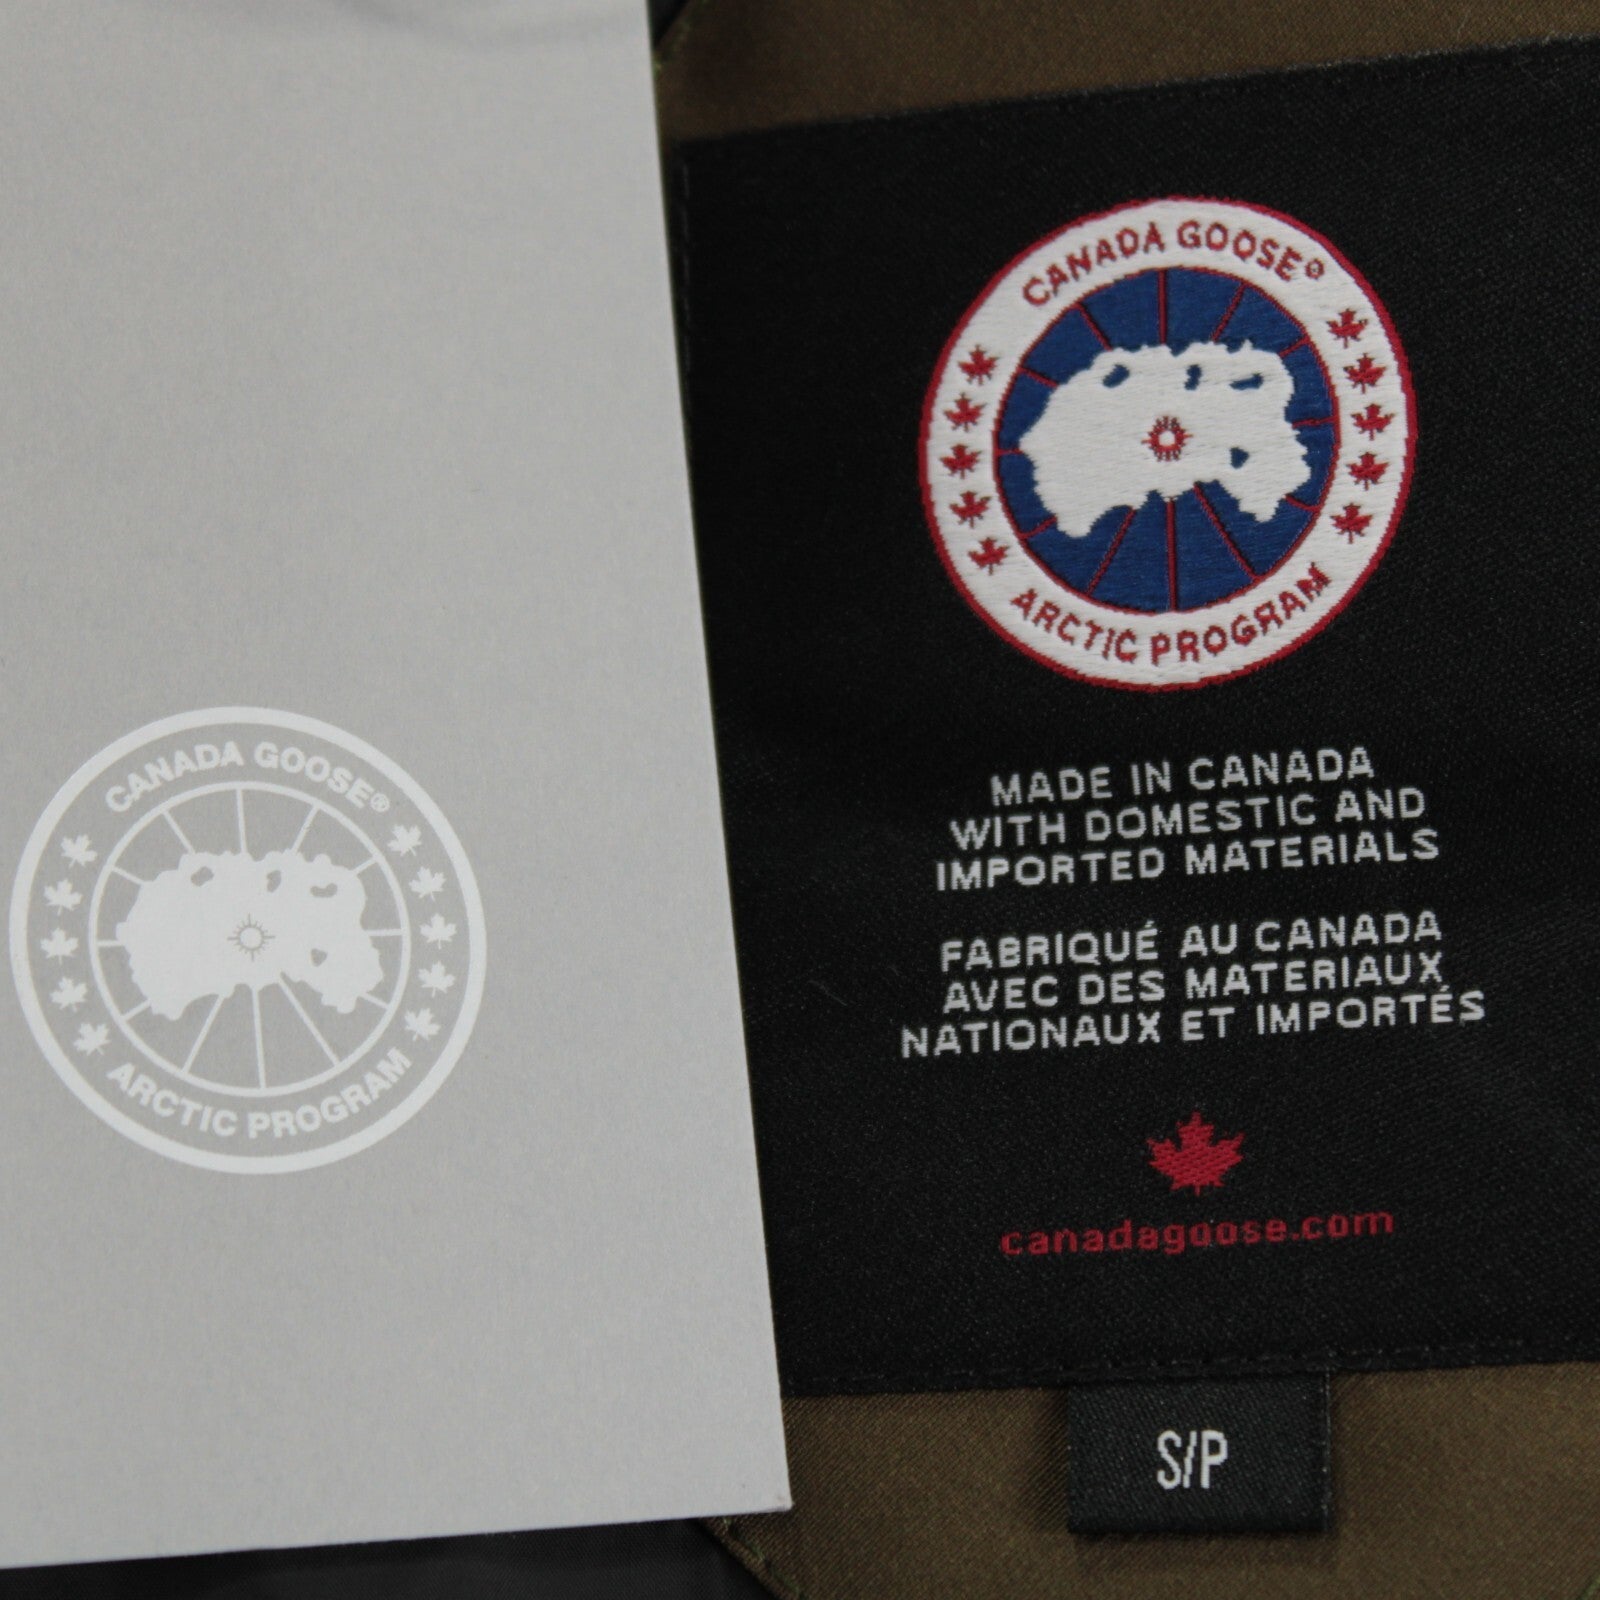 CANADA GOOSE®
ARCTIC PROGRAM
CANADA GOOSE®
ARCTIC PROGRAM
MADE IN CANADA
WITH DOMESTIC AND
IMPORTED MATERIALS
FABRIQUÉ AU CANADA
AVEC DES MATERIAUX
NATIONAUX ET IMPORTÉS
canadagoose.com
S/P